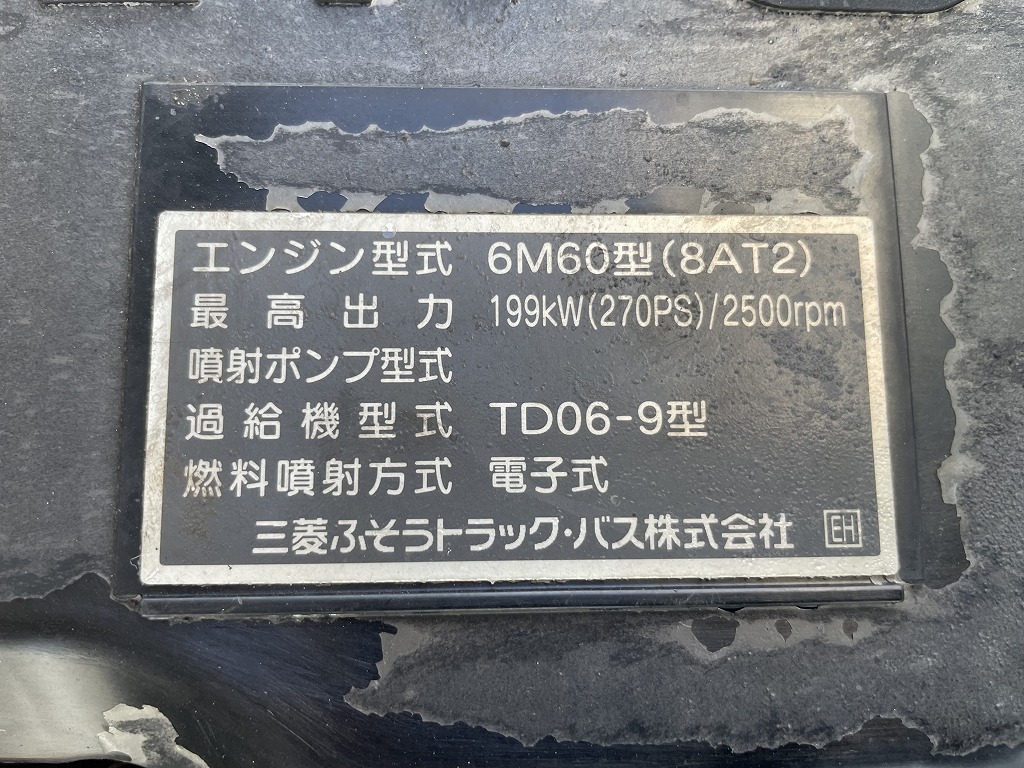 エンジン型式 6M60型(8AT2)
最高出力 199kW(270PS)/2500rpm
噴射ポンプ型式
過給機型式 TD06-9型
燃料噴射方式 電子式
三菱ふそうトラック・バス株式会社 EH